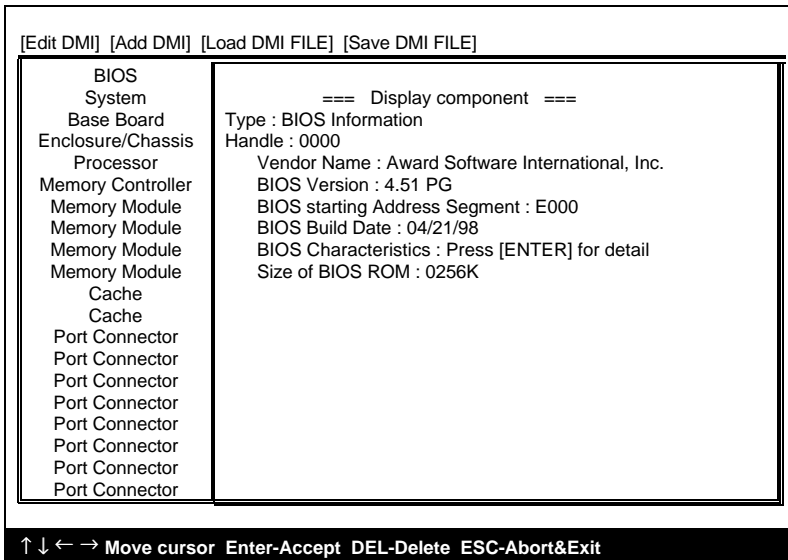 [Edit DMI] [Add DMI] [Load DMI FILE] [Save DMI FILE]
BIOS
System
Base Board
Enclosure/Chassis
Processor
Memory Controller
Memory Module
Memory Module
Memory Module
Memory Module
Cache
Cache
Port Connector
Port Connector
Port Connector
Port Connector
Port Connector
Port Connector
Port Connector
Port Connector
=== Display component ===
Type : BIOS Information
Handle : 0000
Vendor Name : Award Software International, Inc.
BIOS Version : 4.51 PG
BIOS starting Address Segment : E000
BIOS Build Date : 04/21/98
BIOS Characteristics : Press [ENTER] for detail
Size of BIOS ROM : 0256K
↑↓← → Move cursor Enter-Accept DEL-Delete ESC-Abort&Exit